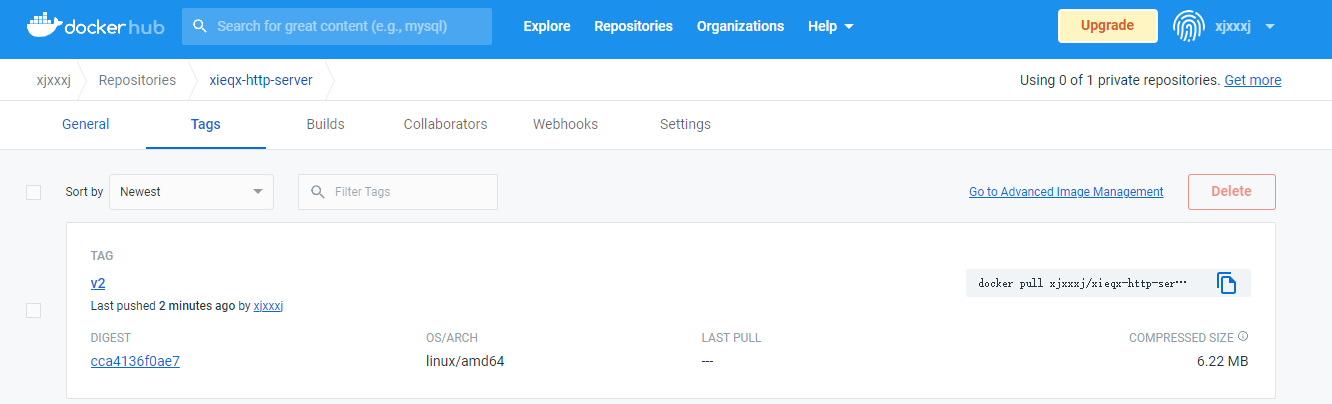 dockerhub Search for great content (e.g., mysql) Explore Repositories Organizations Help Upgrade xjxxxj
xjxxxj Repositories xieqx-http-server Using 0 of 1 private repositories. Get more
General Tags Builds Collaborators Webhooks Settings
Sort by Newest Filter Tags Go to Advanced Image Management Delete
TAG
v2 docker pull xjxxxj/xieqx-http-ser···
Last pushed 2 minutes ago by xjxxxj
DIGEST OS/ARCH LAST PULL COMPRESSED SIZE
cca4136f0ae7 linux/amd64 --- 6.22 MB